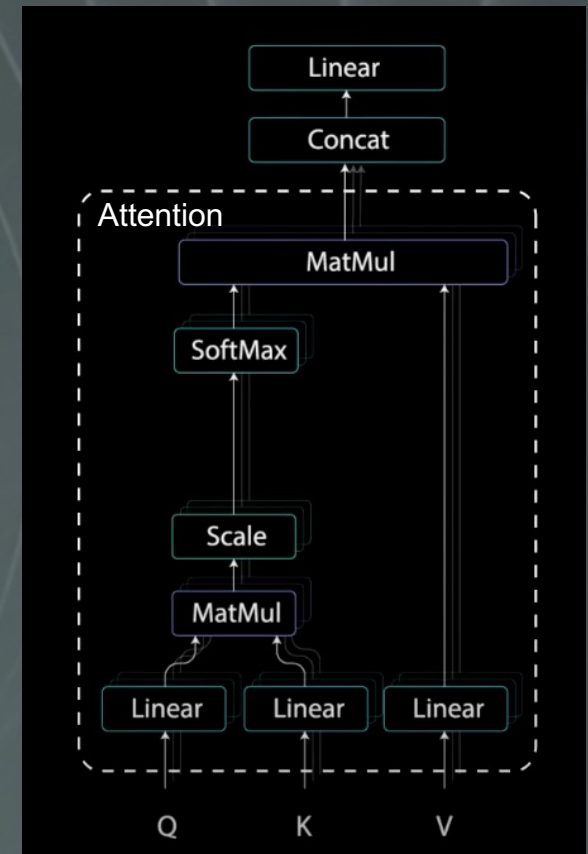 Linear
Concat
Attention
MatMul
SoftMax
Scale
MatMul
Linear Linear Linear
Q K V